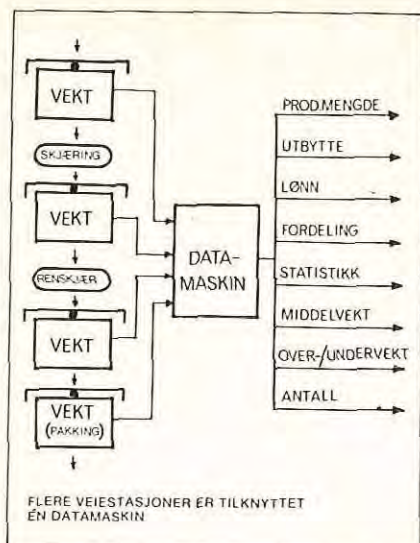 VEKT
SKJÆRING
VEKT
RENSKJÆR
VEKT
VEKT
(PAKKING)
DATA-
MASKIN
PROD.MENGDE
UTBYTTE
LØNN
FORDELING
STATISTIKK
MIDDELVEKT
OVER-/UNDERVEKT
ANTALL
FLERE VEIESTASJONER ER TILKNYTTET
ÉN DATAMASKIN